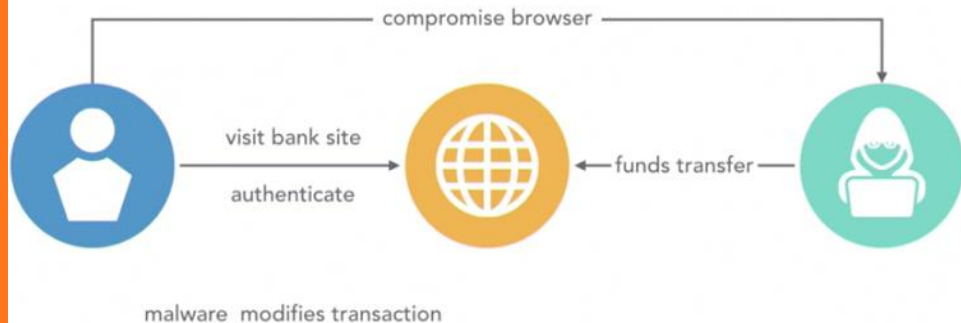 compromise browser
visit bank site
authenticate
funds transfer
malware modifies transaction